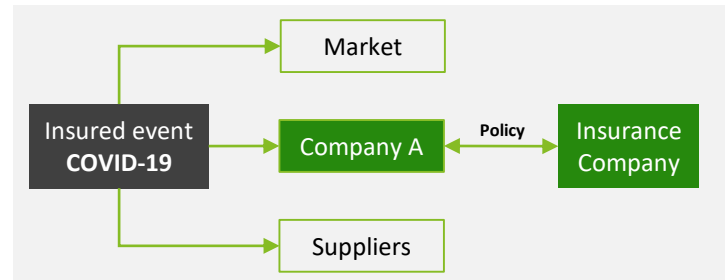 Market
Insured event
COVID-19
Company A
Policy
Insurance
Company
Suppliers